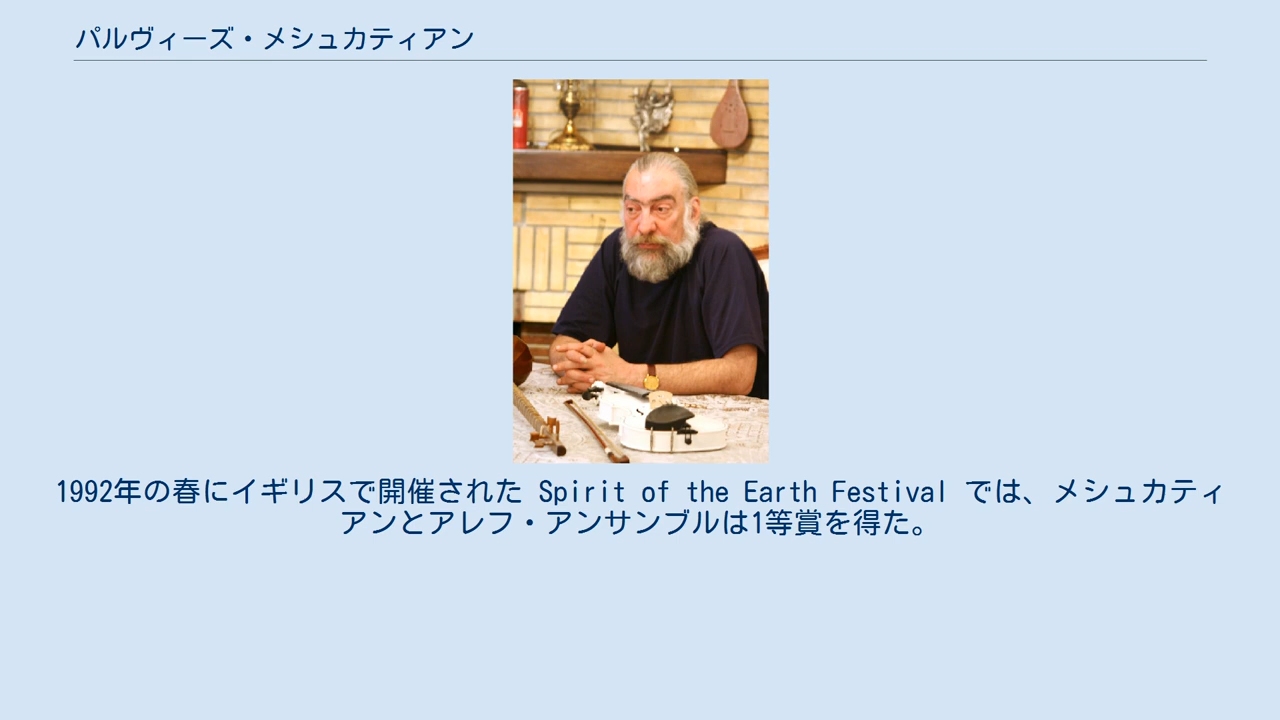 パルヴィーズ・メシュカティアン
1992年の春にイギリスで開催された Spirit of the Earth Festival では、メシュカティ
アンとアレフ・アンサンブルは1等賞を得た。